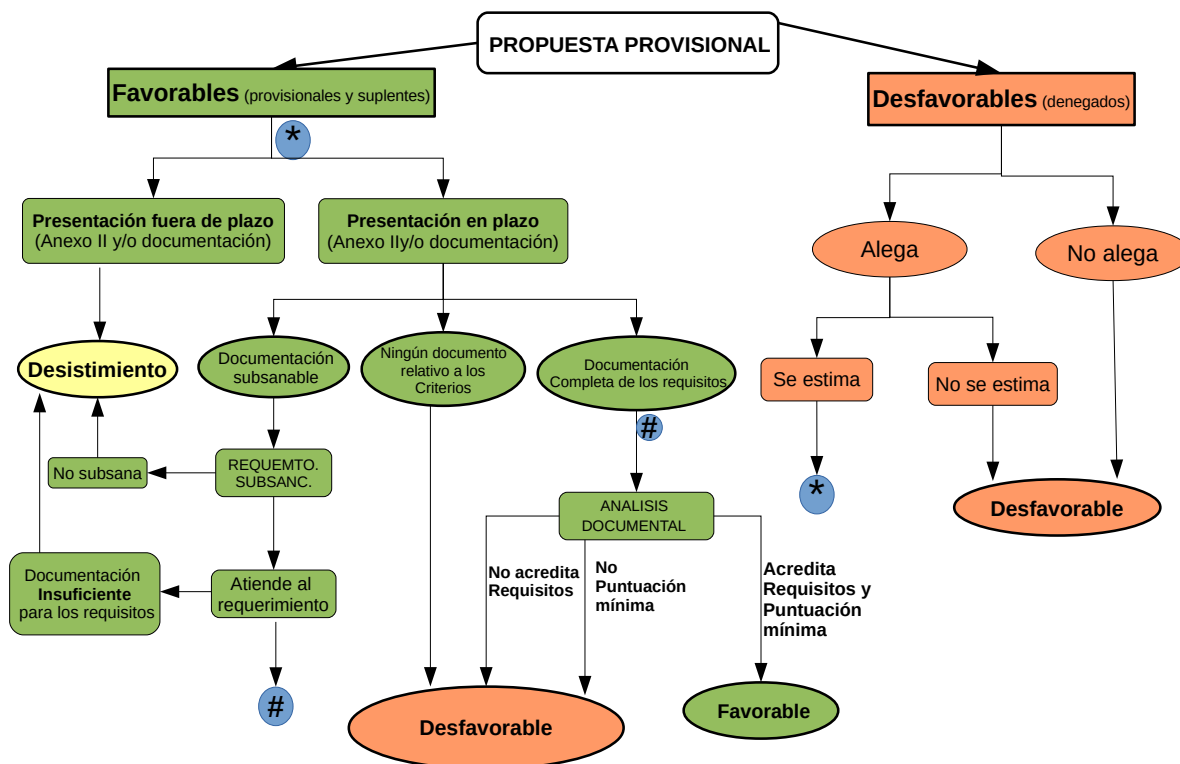 PROPUESTA PROVISIONAL
Favorables (provisionales y suplentes)
Desfavorables (denegados)
*
Presentación fuera de plazo
(Anexo II y/o documentación)
Presentación en plazo
(Anexo IIy/o documentación)
Alega
No alega
Desistimiento
Documentación
subsanable
Ningún documento
relativo a los
Criterios
Documentación
Completa de los requisitos
Se estima
No se estima
#
No subsana
REQUEMTO.
SUBSANC.
*
Desfavorable
ANALISIS
DOCUMENTAL
No acredita
Requisitos
No
Puntuación
mínima
Acredita
Requisitos y
Puntuación
mínima
Documentación
Insuficiente
para los requisitos
Atiende al
requerimiento
#
Desfavorable
Favorable